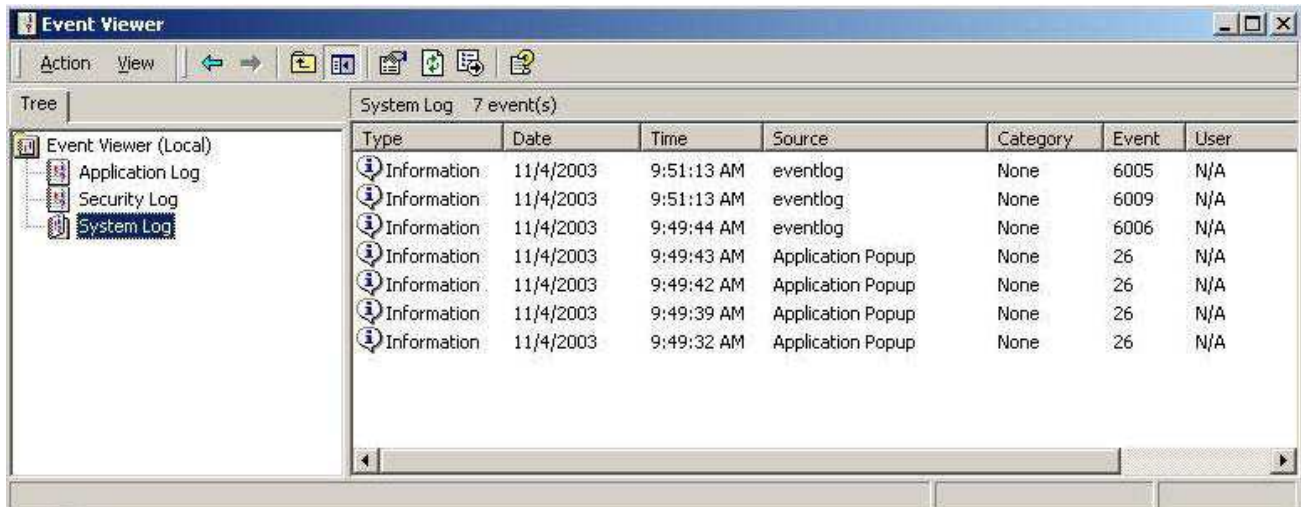 Event Viewer
Action View
Tree
System Log 7 event(s)
Event Viewer (Local)
Application Log
Security Log
System Log
Type Date Time Source Category Event User
Information 11/4/2003 9:51:13 AM eventlog None 6005 N/A
Information 11/4/2003 9:51:13 AM eventlog None 6009 N/A
Information 11/4/2003 9:49:44 AM eventlog None 6006 N/A
Information 11/4/2003 9:49:43 AM Application Popup None 26 N/A
Information 11/4/2003 9:49:42 AM Application Popup None 26 N/A
Information 11/4/2003 9:49:39 AM Application Popup None 26 N/A
Information 11/4/2003 9:49:32 AM Application Popup None 26 N/A